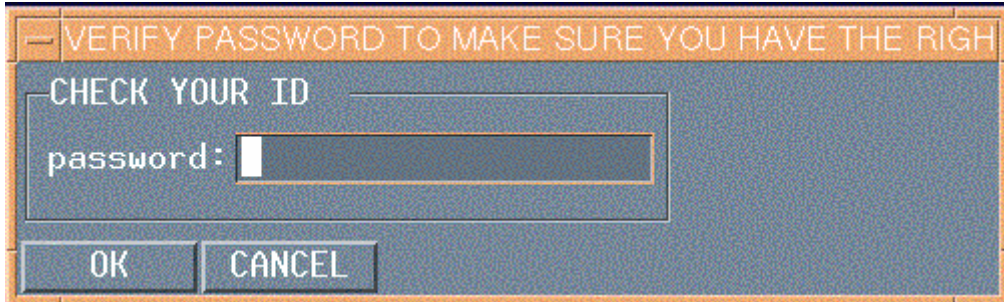 VERIFY PASSWORD TO MAKE SURE YOU HAVE THE RIGH
CHECK YOUR ID
password:
OK CANCEL